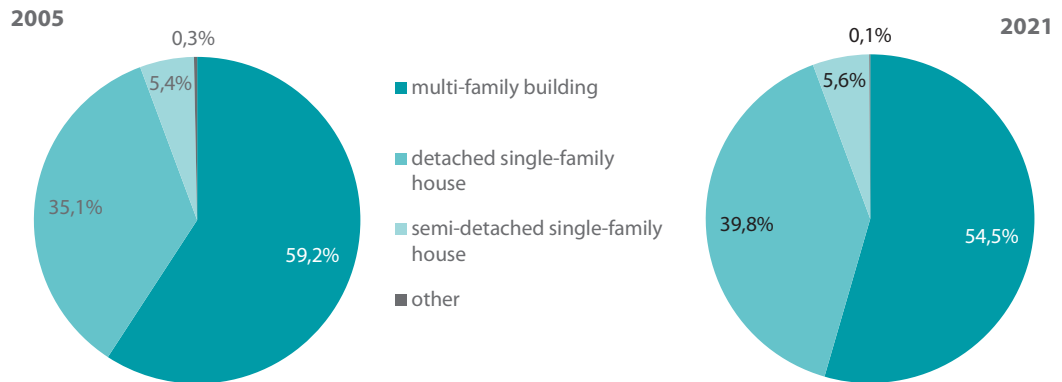 2005
0,3%
5,4%
35,1%
59,2%
multi-family building
detached single-family
house
semi-detached single-family
house
other
2021
0,1%
5,6%
39,8%
54,5%